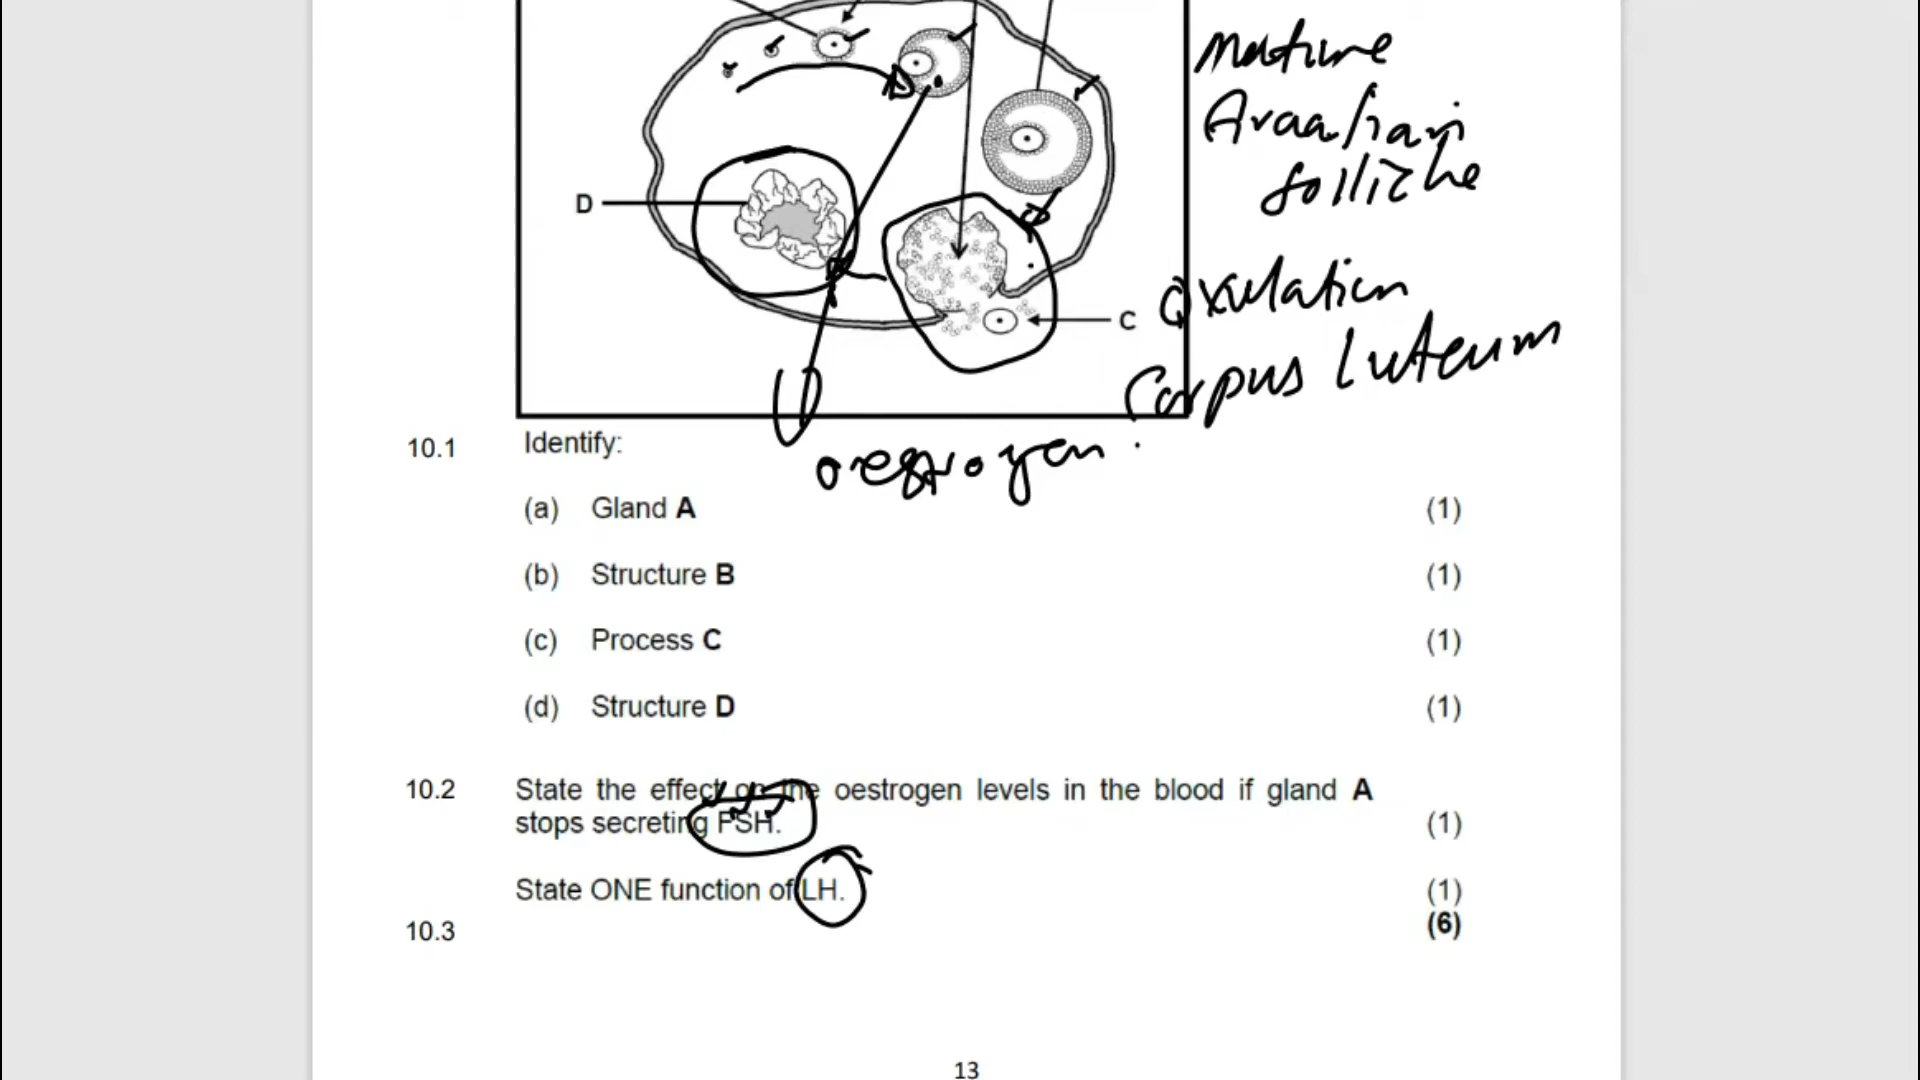 mature
Graafian
follicle
D
C
ovulation
corpus luteum
oestrogen.
10.1 Identify:
(a) Gland A (1)
(b) Structure B (1)
(c) Process C (1)
(d) Structure D (1)
10.2 State the effect on the oestrogen levels in the blood if gland A
stops secreting FSH. (1)
State ONE function of LH. (1)
(6)
10.3
13